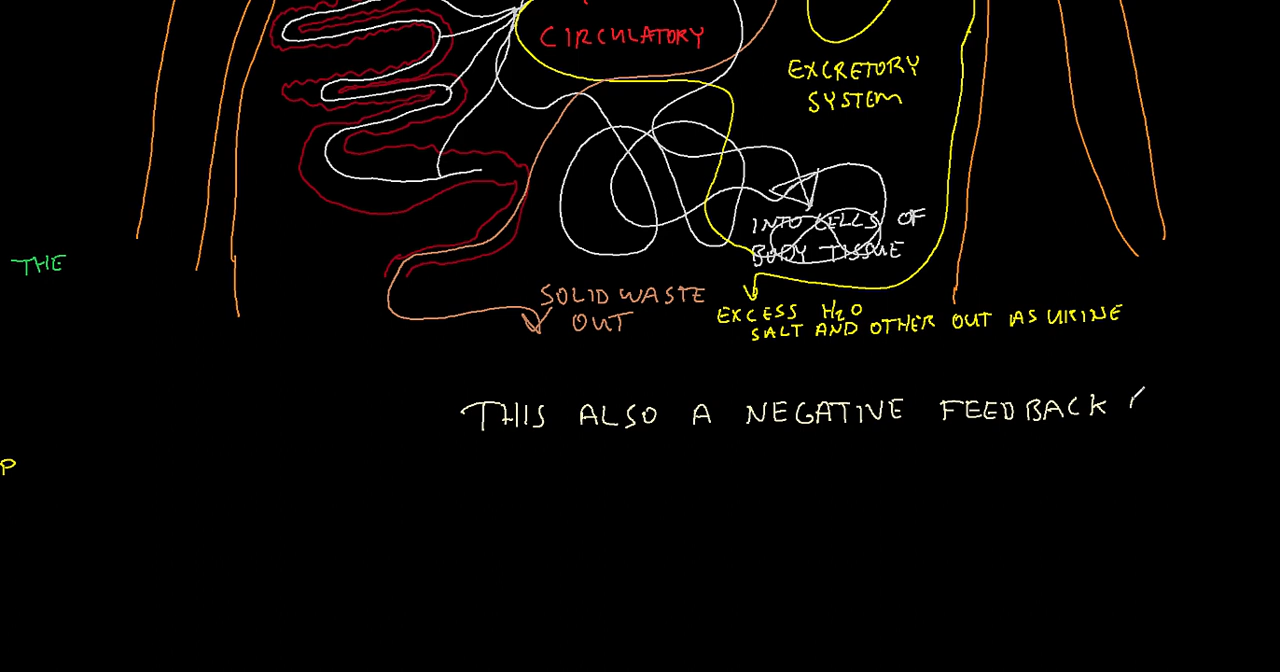 CIRCULATORY
EXCRETORY
SYSTEM
INTO CELLS OF
BODY TISSUE
THE
SOLID WASTE
OUT
EXCESS H2O
SALT AND OTHER OUT AS URINE
THIS ALSO A NEGATIVE FEEDBACK
P